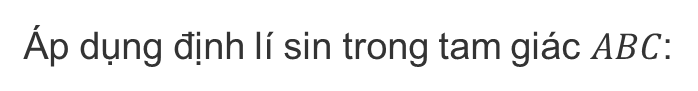 Áp dụng định lí sin trong tam giác ABC: